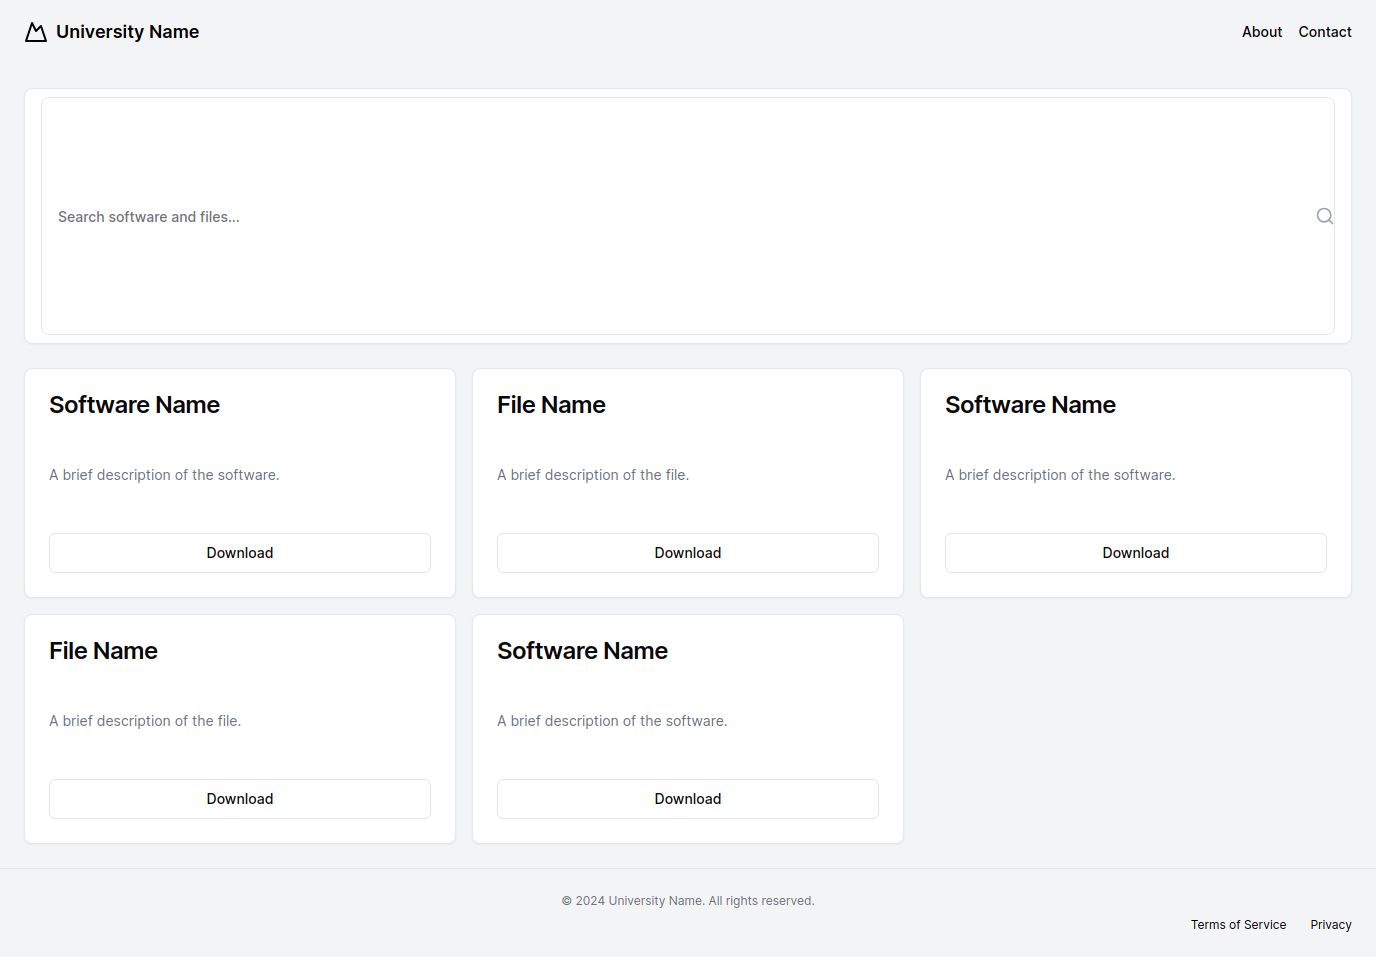 University Name
About Contact
Search software and files...
Software Name
A brief description of the software.
Download
File Name
A brief description of the file.
Download
Software Name
A brief description of the software.
Download
File Name
A brief description of the file.
Download
Software Name
A brief description of the software.
Download
© 2024 University Name. All rights reserved.
Terms of Service Privacy